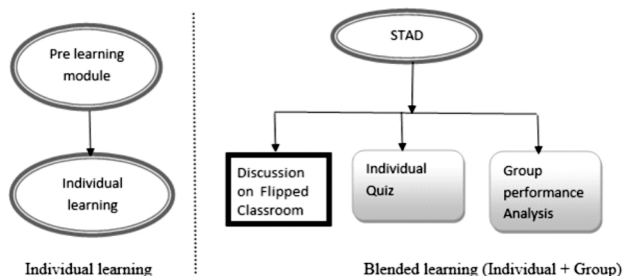 Pre learning
module
Individual
learning
Individual learning
STAD
Discussion
on Flipped
Classroom
Individual
Quiz
Group
performance
Analysis
Blended learning (Individual + Group)